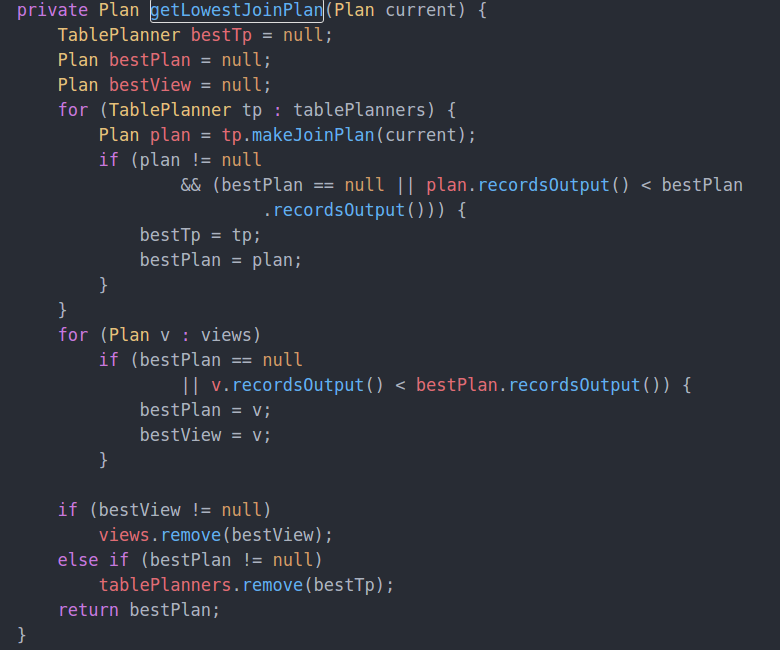 private Plan getLowestJoinPlan(Plan current) {
    TablePlanner bestTp = null;
    Plan bestPlan = null;
    Plan bestView = null;
    for (TablePlanner tp : tablePlanners) {
        Plan plan = tp.makeJoinPlan(current);
        if (plan != null
                && (bestPlan == null || plan.recordsOutput() < bestPlan
                        .recordsOutput())) {
            bestTp = tp;
            bestPlan = plan;
        }
    }
    for (Plan v : views)
        if (bestPlan == null
                || v.recordsOutput() < bestPlan.recordsOutput()) {
            bestPlan = v;
            bestView = v;
        }

    if (bestView != null)
        views.remove(bestView);
    else if (bestPlan != null)
        tablePlanners.remove(bestTp);
    return bestPlan;
}